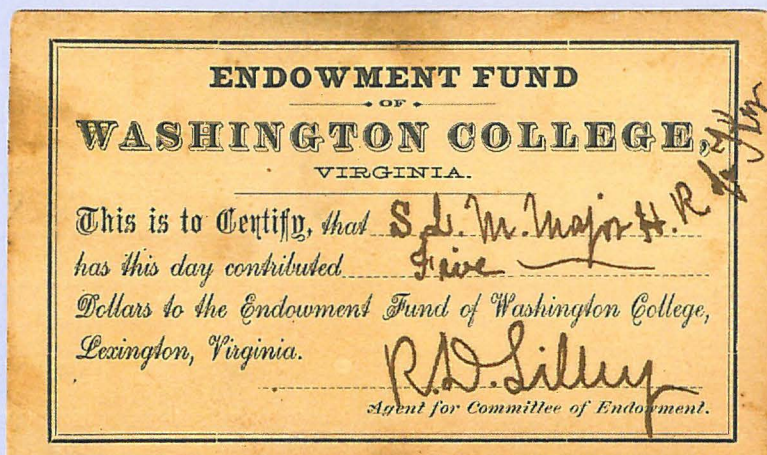 ENDOWMENT FUND
OF
WASHINGTON COLLEGE,
VIRGINIA.
This is to Certify, that S. L. M. Major H. R
has this day contributed Five
Dollars to the Endowment Fund of Washington College,
Lexington, Virginia.
R. D. Lilley
Agent for Committee of Endowment.